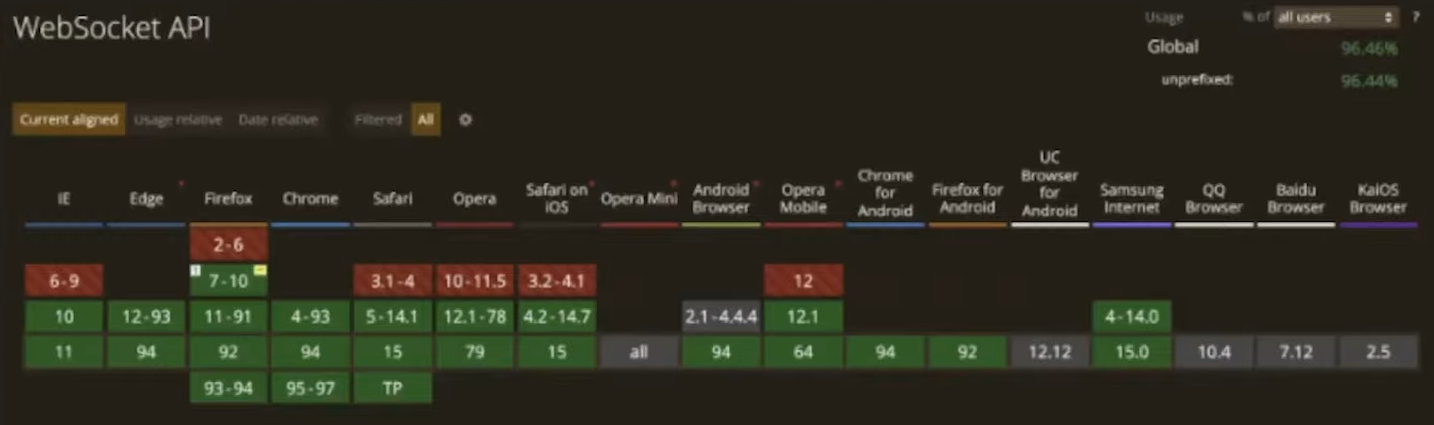 WebSocket API
Usage % of all users ?
Global 96.46%
unprefixed: 96.44%
Current aligned Usage relative Date relative Filtered All
IE Edge Firefox Chrome Safari Opera Safari on iOS Opera Mini Android Browser Opera Mobile Chrome for Android Firefox for Android UC Browser for Android Samsung Internet QQ Browser Baidu Browser KaiOS Browser
2-6
6-9 7-10 3.1-4 10-11.5 3.2-4.1 12
10 12-93 11-91 4-93 5-14.1 12.1-78 4.2-14.7 2.1-4.4.4 12.1 4-14.0
11 94 92 94 15 79 15 all 94 64 94 92 12.12 15.0 10.4 7.12 2.5
93-94 95-97 TP